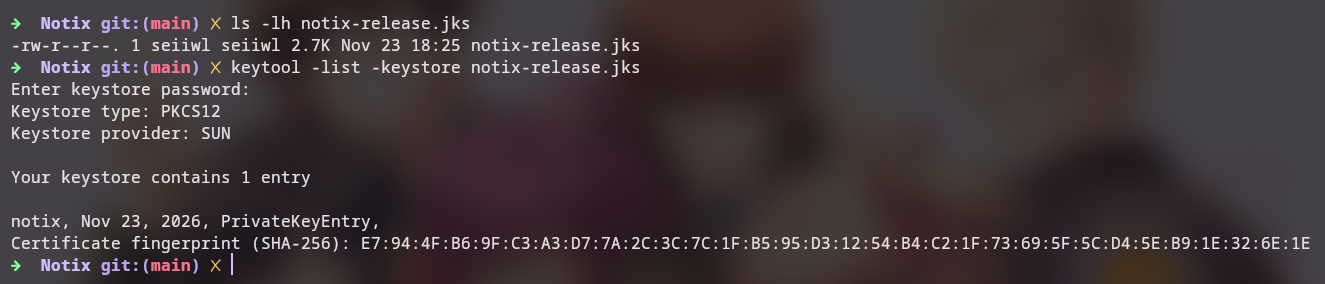 → Notix git:(main) ✗ ls -lh notix-release.jks
-rw-r--r--. 1 seiiwl seiiwl 2.7K Nov 23 18:25 notix-release.jks
→ Notix git:(main) ✗ keytool -list -keystore notix-release.jks
Enter keystore password:
Keystore type: PKCS12
Keystore provider: SUN
Your keystore contains 1 entry
notix, Nov 23, 2026, PrivateKeyEntry,
Certificate fingerprint (SHA-256): E7:94:4F:B6:9F:C3:A3:D7:7A:2C:3C:7C:1F:B5:95:D3:12:54:B4:C2:1F:73:69:5F:5C:D4:5E:B9:1E:32:6E:1E
→ Notix git:(main) ✗